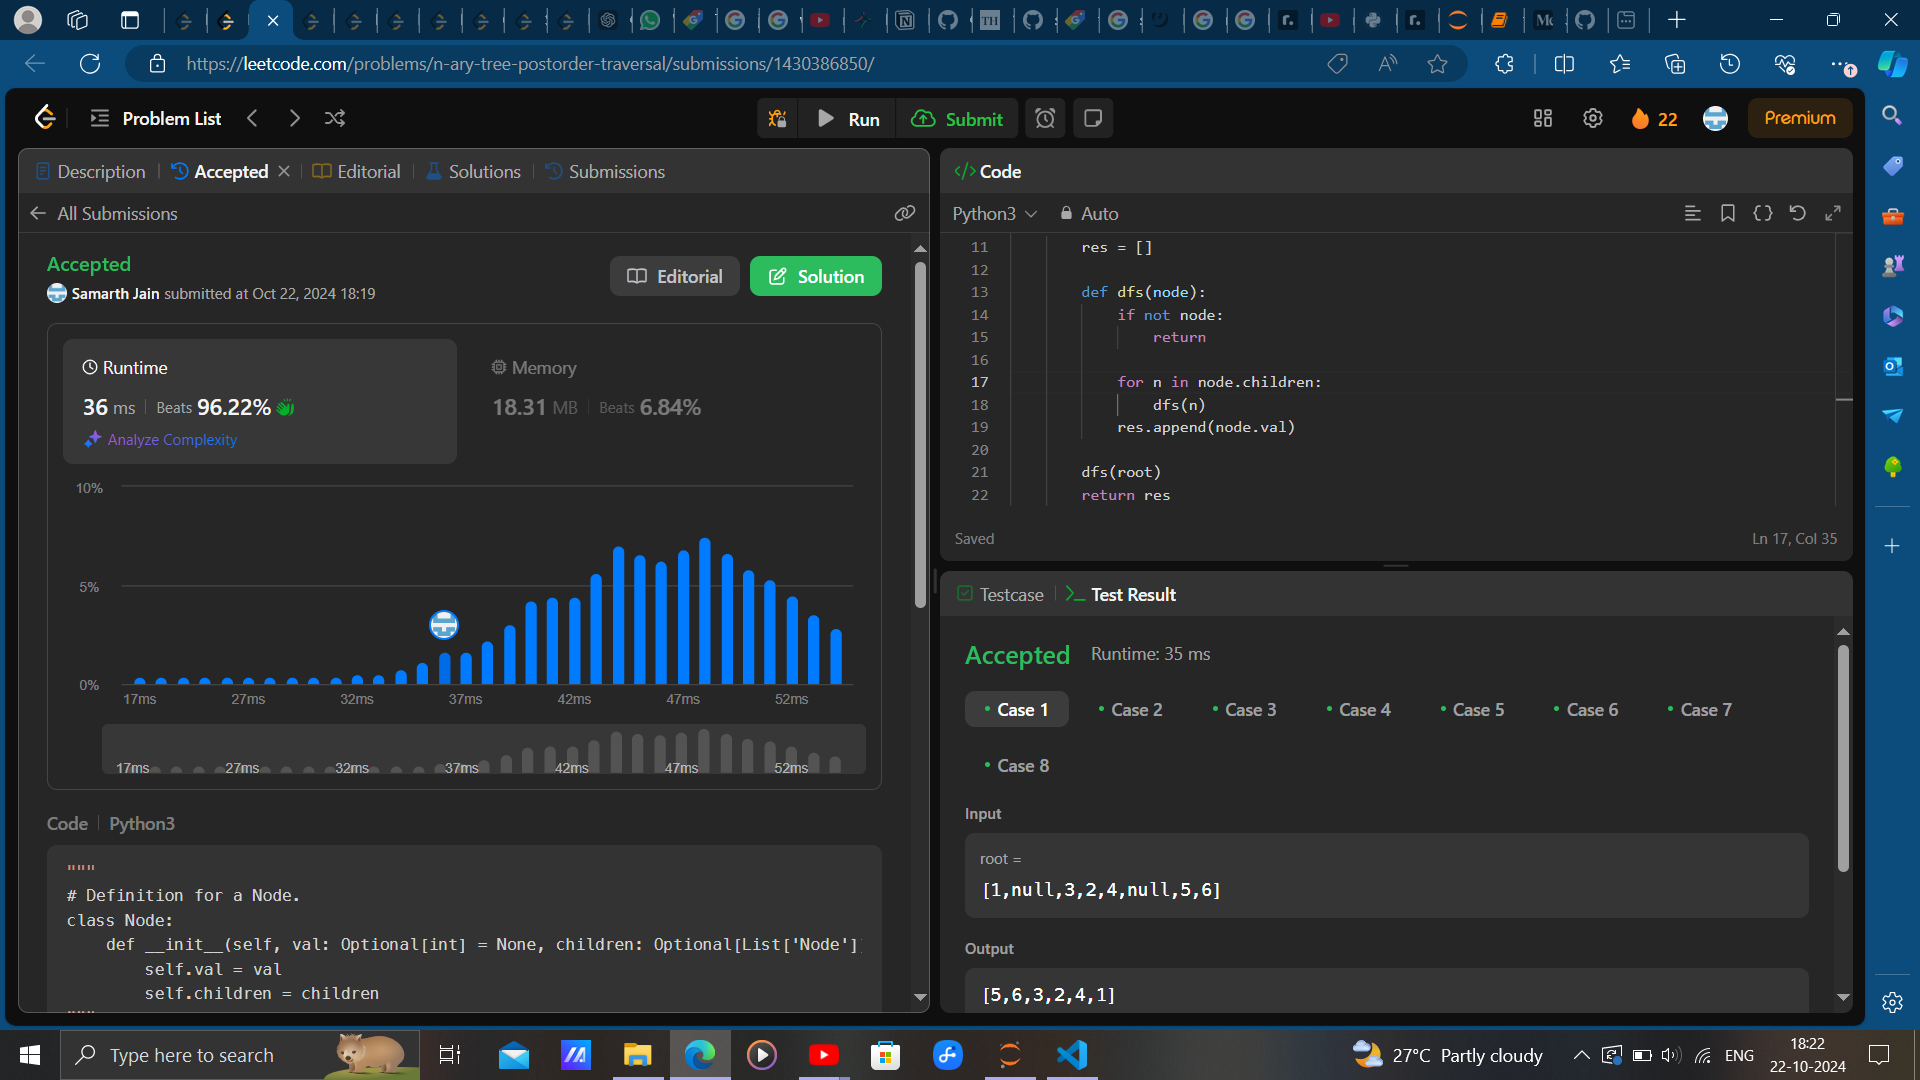 https://leetcode.com/problems/n-ary-tree-postorder-traversal/submissions/1430386850/
Problem List
Run
Submit
22
Premium
Description
Accepted
Editorial
Solutions
Submissions
All Submissions
Accepted
Samarth Jain submitted at Oct 22, 2024 18:19
Editorial
Solution
Runtime
36 ms
Beats 96.22%
Analyze Complexity
Memory
18.31 MB
Beats 6.84%
10%
5%
0%
17ms 27ms 32ms 37ms 42ms 47ms 52ms
17ms 27ms 32ms 37ms 42ms 47ms 52ms
Code
Python3
"""
# Definition for a Node.
class Node:
def __init__(self, val: Optional[int] = None, children: Optional[List['Node']]
self.val = val
self.children = children
Code
Python3
Auto
11 res = []
12
13 def dfs(node):
14 if not node:
15 return
16
17 for n in node.children:
18 dfs(n)
19 res.append(node.val)
20
21 dfs(root)
22 return res
Saved
Ln 17, Col 35
Testcase
Test Result
Accepted
Runtime: 35 ms
Case 1
Case 2
Case 3
Case 4
Case 5
Case 6
Case 7
Case 8
Input
root =
[1,null,3,2,4,null,5,6]
Output
[5,6,3,2,4,1]
Type here to search
27°C Partly cloudy
ENG
18:22
22-10-2024